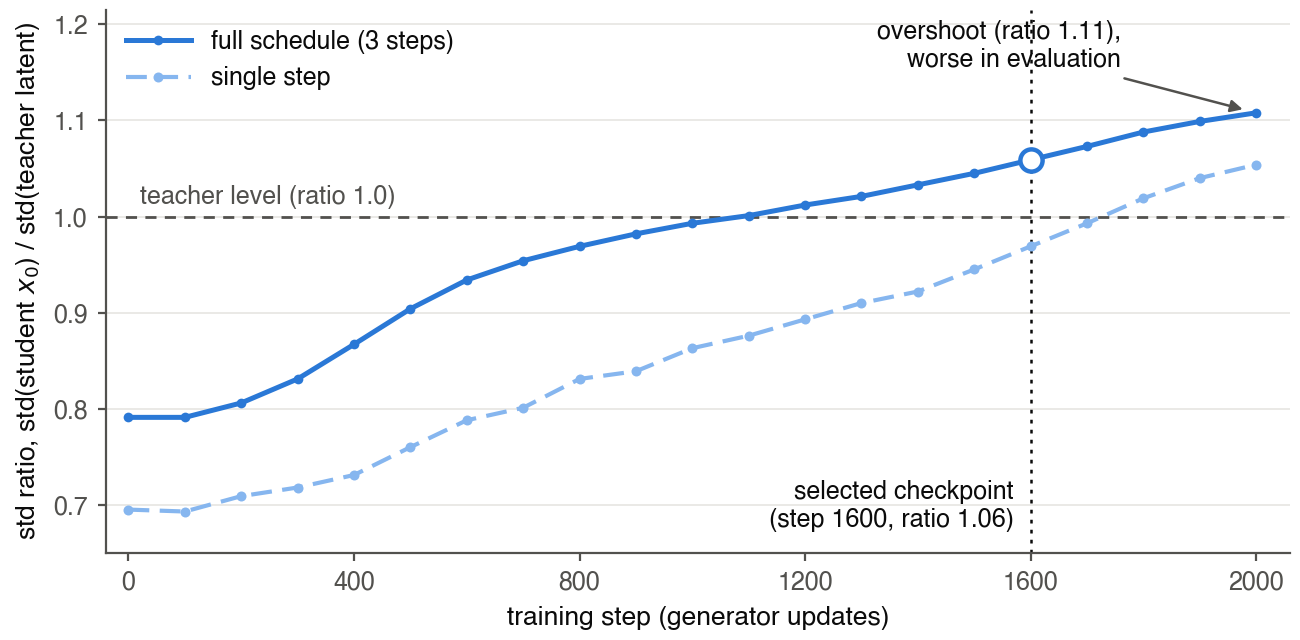 std ratio, std(student x₀) / std(teacher latent)
1.2
1.1
1.0
0.9
0.8
0.7
full schedule (3 steps)
single step
overshoot (ratio 1.11),
worse in evaluation
teacher level (ratio 1.0)
selected checkpoint
(step 1600, ratio 1.06)
0 400 800 1200 1600 2000
training step (generator updates)